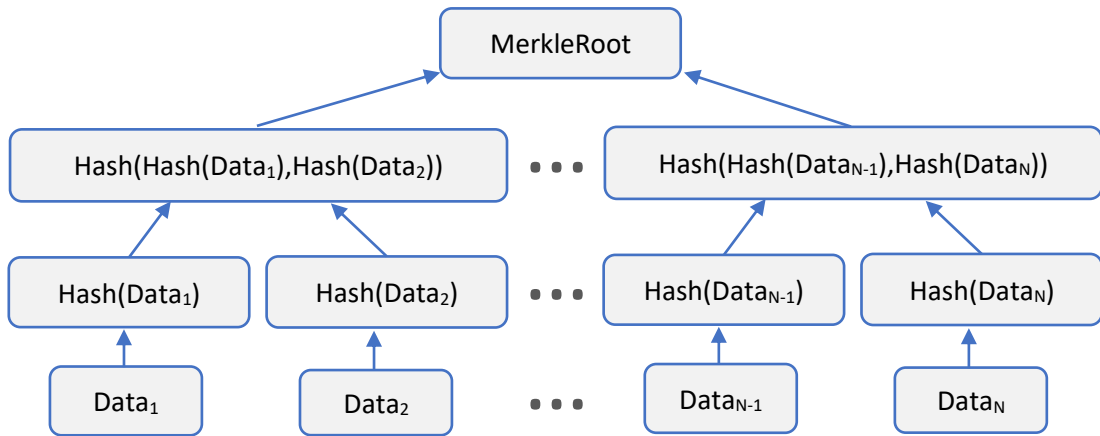 MerkleRoot
Hash(Hash(Data₁),Hash(Data₂)) ••• Hash(Hash(Data_N-1),Hash(Data_N))
Hash(Data₁) Hash(Data₂) ••• Hash(Data_N-1) Hash(Data_N)
Data₁ Data₂ ••• Data_N-1 Data_N